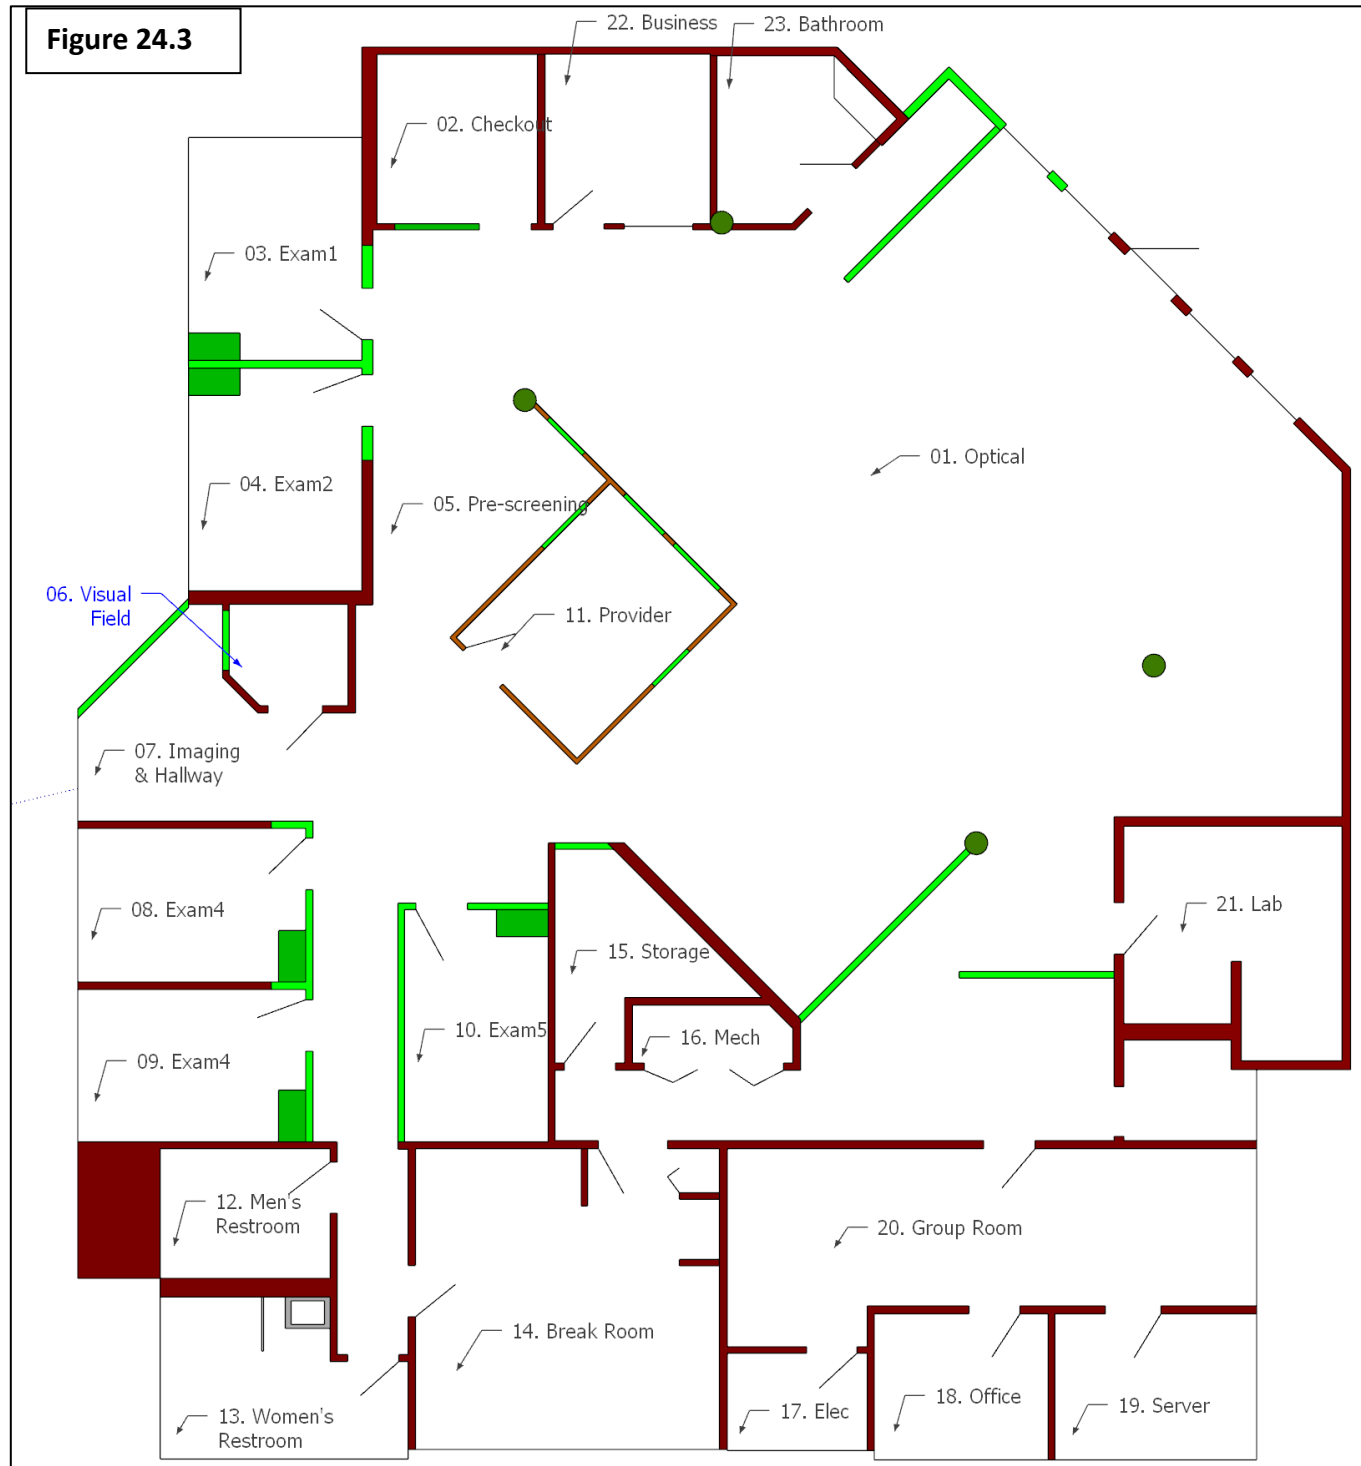 Figure 24.3
22. Business
23. Bathroom
02. Checkout
03. Exam1
01. Optical
04. Exam2
05. Pre-screening
06. Visual
Field
11. Provider
07. Imaging
& Hallway
08. Exam4
21. Lab
15. Storage
10. Exam5
16. Mech
09. Exam4
12. Men's
Restroom
20. Group Room
14. Break Room
18. Office
19. Server
17. Elec
13. Women's
Restroom